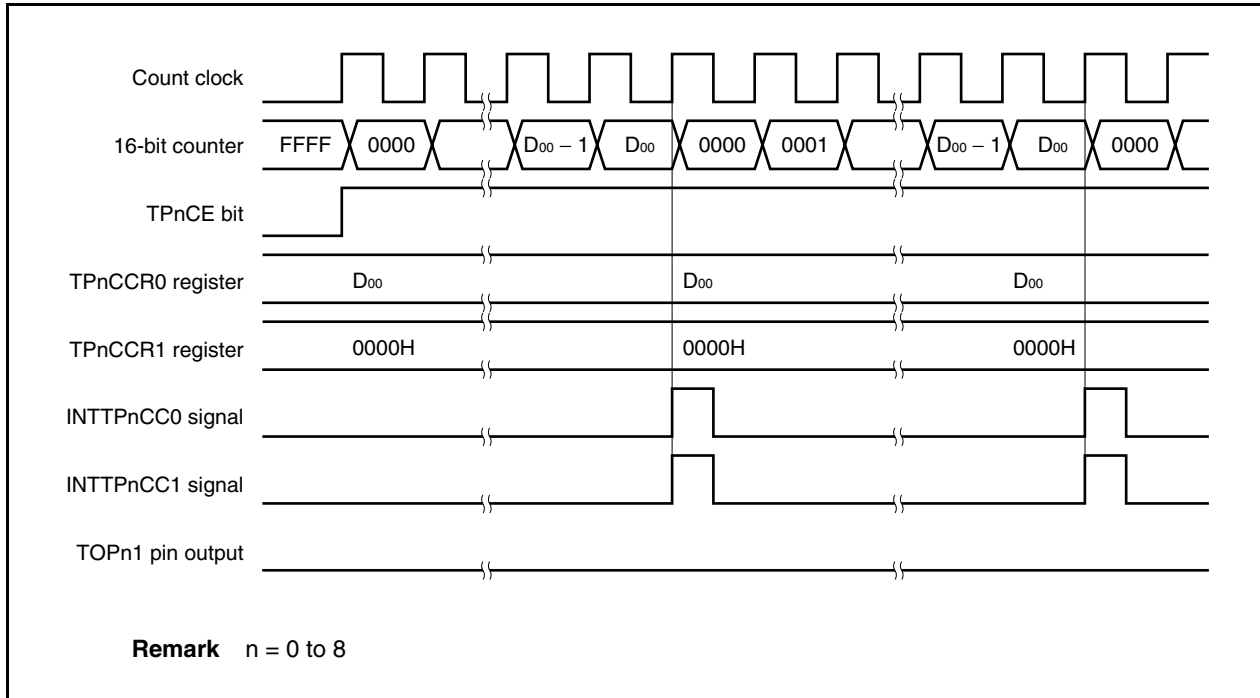 Count clock
16-bit counter FFFF 0000 D00 − 1 D00 0000 0001 D00 − 1 D00 0000
TPnCE bit
TPnCCR0 register D00 D00 D00
TPnCCR1 register 0000H 0000H 0000H
INTTPnCC0 signal
INTTPnCC1 signal
TOPn1 pin output
Remark n = 0 to 8